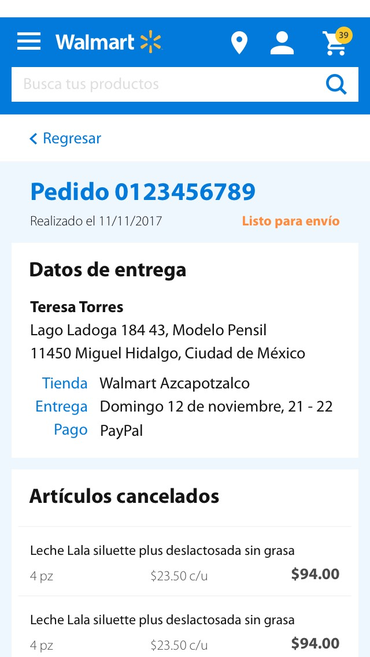 Walmart
39
Busca tus productos
Regresar
Pedido 0123456789
Realizado el 11/11/2017 Listo para envío
Datos de entrega
Teresa Torres
Lago Ladoga 184 43, Modelo Pensil
11450 Miguel Hidalgo, Ciudad de México
Tienda Walmart Azcapotzalco
Entrega Domingo 12 de noviembre, 21 - 22
Pago PayPal
Artículos cancelados
Leche Lala siluette plus deslactosada sin grasa
4 pz $23.50 c/u $94.00
Leche Lala siluette plus deslactosada sin grasa
4 pz $23.50 c/u $94.00